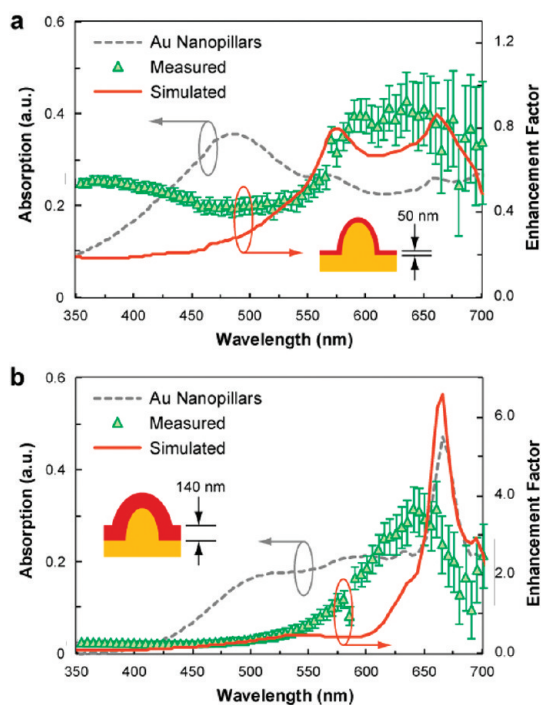 a
0.6
0.4
0.2
0
Absorption (a.u.)
Au Nanopillars
Measured
Simulated
1.2
0.8
0.4
0.0
Enhancement Factor
50 nm
350 400 450 500 550 600 650 700
Wavelength (nm)
b
0.6
0.4
0.2
0
Absorption (a.u.)
Au Nanopillars
Measured
Simulated
140 nm
6.0
4.0
2.0
0.0
Enhancement Factor
350 400 450 500 550 600 650 700
Wavelength (nm)